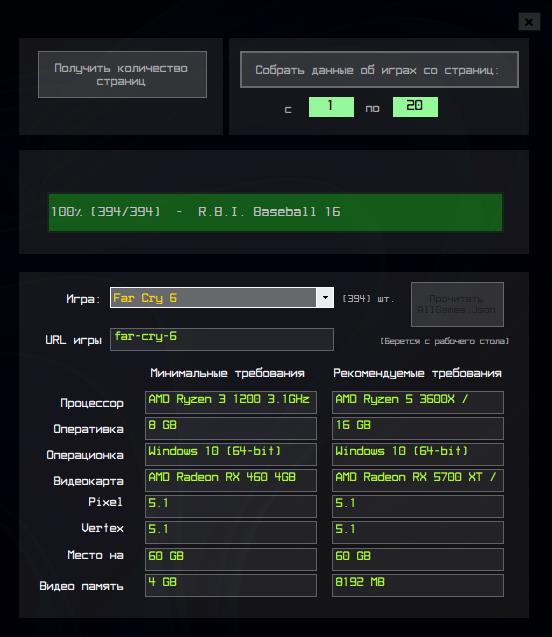 Получить количество
страниц
Собрать данные об играх со страниц:
с 1 по 20
100% [394/394] - R.B.I. Baseball 16
Игра: Far Cry 6 [394] шт. Прочитать
AllGames.Json
URL игры far-cry-6 [Берется с рабочего стола]
Минимальные требования Рекомендуемые требования
Процессор AMD Ryzen 3 1200 3.1GHz AMD Ryzen 5 3600X /
Оперативка 8 GB 16 GB
Операционка Windows 10 (64-bit) Windows 10 (64-bit)
Видеокарта AMD Radeon RX 460 4GB AMD Radeon RX 5700 XT /
Pixel 5.1 5.1
Vertex 5.1 5.1
Место на 60 GB 60 GB
Видео память 4 GB 8192 MB